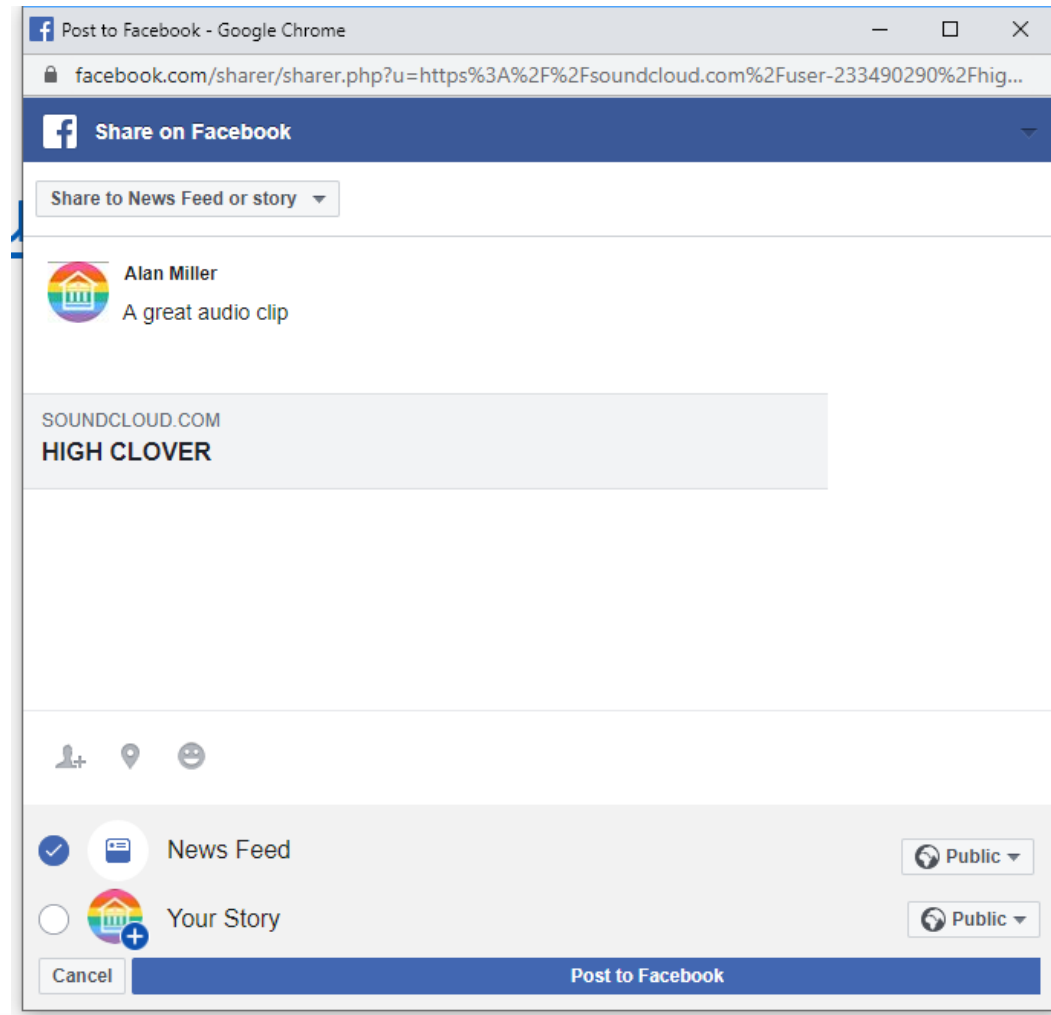 Post to Facebook - Google Chrome
facebook.com/sharer/sharer.php?u=https%3A%2F%2Fsoundcloud.com%2Fuser-233490290%2Fhig...
Share on Facebook
Share to News Feed or story
Alan Miller
A great audio clip
SOUNDCLOUD.COM
HIGH CLOVER
News Feed
Public
Your Story
Public
Cancel
Post to Facebook